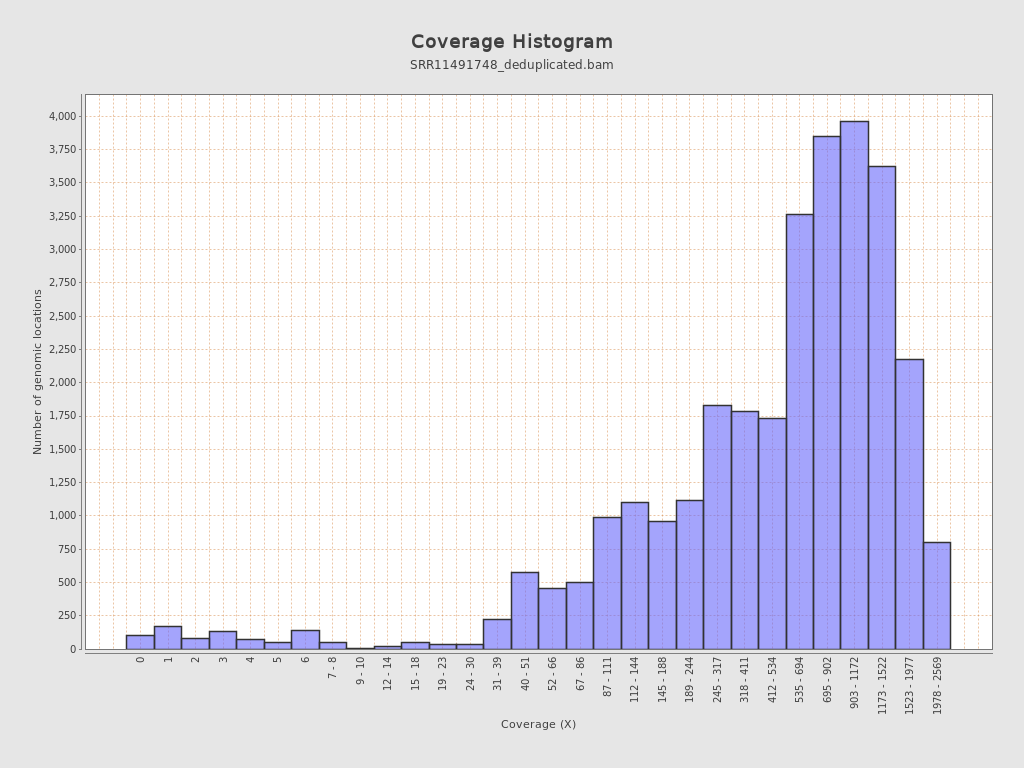 Coverage Histogram
SRR11491748_deduplicated.bam
Number of genomic locations
4,000
3,750
3,500
3,250
3,000
2,750
2,500
2,250
2,000
1,750
1,500
1,250
1,000
750
500
250
0
0
1
2
3
4
5
6
7 - 8
9 - 10
12 - 14
15 - 18
19 - 23
24 - 30
31 - 39
40 - 51
52 - 66
67 - 86
87 - 111
112 - 144
145 - 188
189 - 244
245 - 317
318 - 411
412 - 534
535 - 694
695 - 902
903 - 1172
1173 - 1522
1523 - 1977
1978 - 2569
Coverage (X)